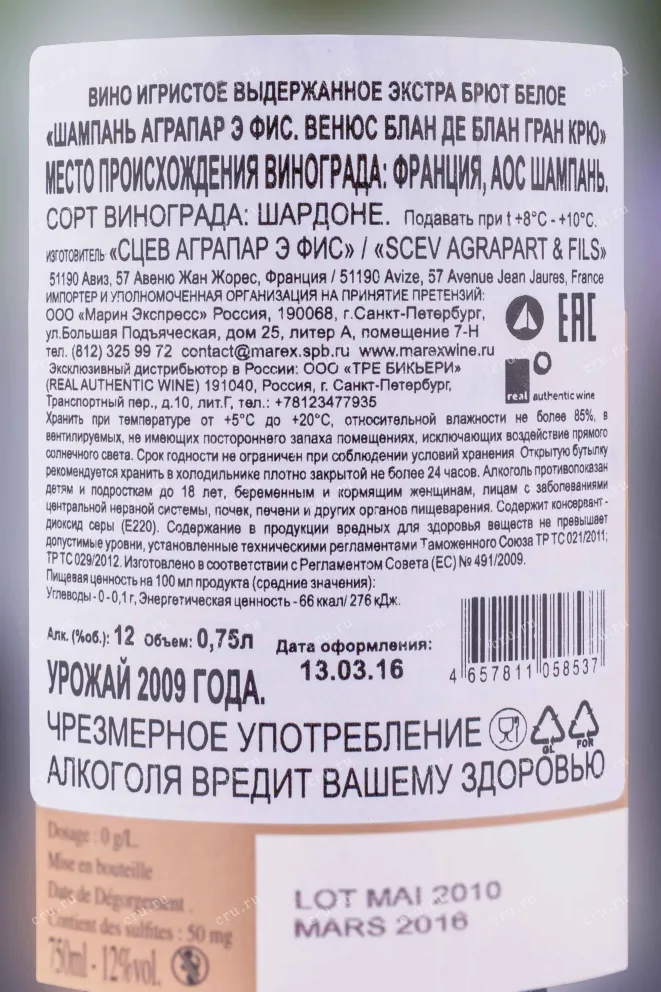 ВИНО ИГРИСТОЕ ВЫДЕРЖАННОЕ ЭКСТРА БРЮТ БЕЛОЕ
«ШАМПАНЬ АГРАПАР Э ФИС. ВЕНЮС БЛАН ДЕ БЛАН ГРАН КРЮ»
МЕСТО ПРОИСХОЖДЕНИЯ ВИНОГРАДА: ФРАНЦИЯ, АОС ШАМПАНЬ.
СОРТ ВИНОГРАДА: ШАРДОНЕ. Подавать при t +8°C - +10°C.
ИЗГОТОВИТЕЛЬ «СЦЕВ АГРАПАР Э ФИС» / «SCEV AGRAPART & FILS»
51190 Авиз, 57 Авеню Жан Жорес, Франция / 51190 Avize, 57 Avenue Jean Jaures, France
ИМПОРТЕР И УПОЛНОМОЧЕННАЯ ОРГАНИЗАЦИЯ НА ПРИНЯТИЕ ПРЕТЕНЗИЙ:
ООО «Марин Экспресс» Россия, 190068, г.Санкт-Петербург,
ул.Большая Подъяческая, дом 25, литер А, помещение 7-Н
тел. (812) 325 99 72 contact@marex.spb.ru www.marexwine.ru
EAC
Эксклюзивный дистрибьютор в России: ООО «ТРЕ БИКЬЕРИ»
(REAL AUTHENTIC WINE) 191040, Россия, г. Санкт-Петербург,
Транспортный пер., д.10, лит.Г, тел.: +78123477935
real authentic wine
Хранить при температуре от +5°C до +20°C, относительной влажности не более 85%, в
вентилируемых, не имеющих постороннего запаха помещениях, исключающих воздействие прямого
солнечного света. Срок годности не ограничен при соблюдении условий хранения. Открытую бутылку
рекомендуется хранить в холодильнике плотно закрытой не более 24 часов. Алкоголь противопоказан
детям и подросткам до 18 лет, беременным и кормящим женщинам, лицам с заболеваниями
центральной нервной системы, почек, печени и других органов пищеварения. Содержит консервант-
диоксид серы (Е220). Содержание в продукции вредных для здоровья веществ не превышает
допустимые уровни, установленные техническими регламентами Таможенного Союза ТР ТС 021/2011;
ТР ТС 029/2012. Изготовлено в соответствии с Регламентом Совета (ЕС) № 491/2009.
Пищевая ценность на 100 мл продукта (средние значения):
Углеводы - 0 - 0,1 г, Энергетическая ценность - 66 ккал/ 276 кДж.
Алк. (%об.): 12 Объем: 0,75л Дата оформления:
13.03.16
4 657811 058537
УРОЖАЙ 2009 ГОДА.
ЧРЕЗМЕРНОЕ УПОТРЕБЛЕНИЕ
GL FOR
АЛКОГОЛЯ ВРЕДИТ ВАШЕМУ ЗДОРОВЬЮ
Dosage : 0 g/L
Mise en bouteille
Date de Dégorgement
Contient des sulfites : 50 mg
750ml - 12%vol.
LOT MAI 2010
MARS 2016
cru.ru